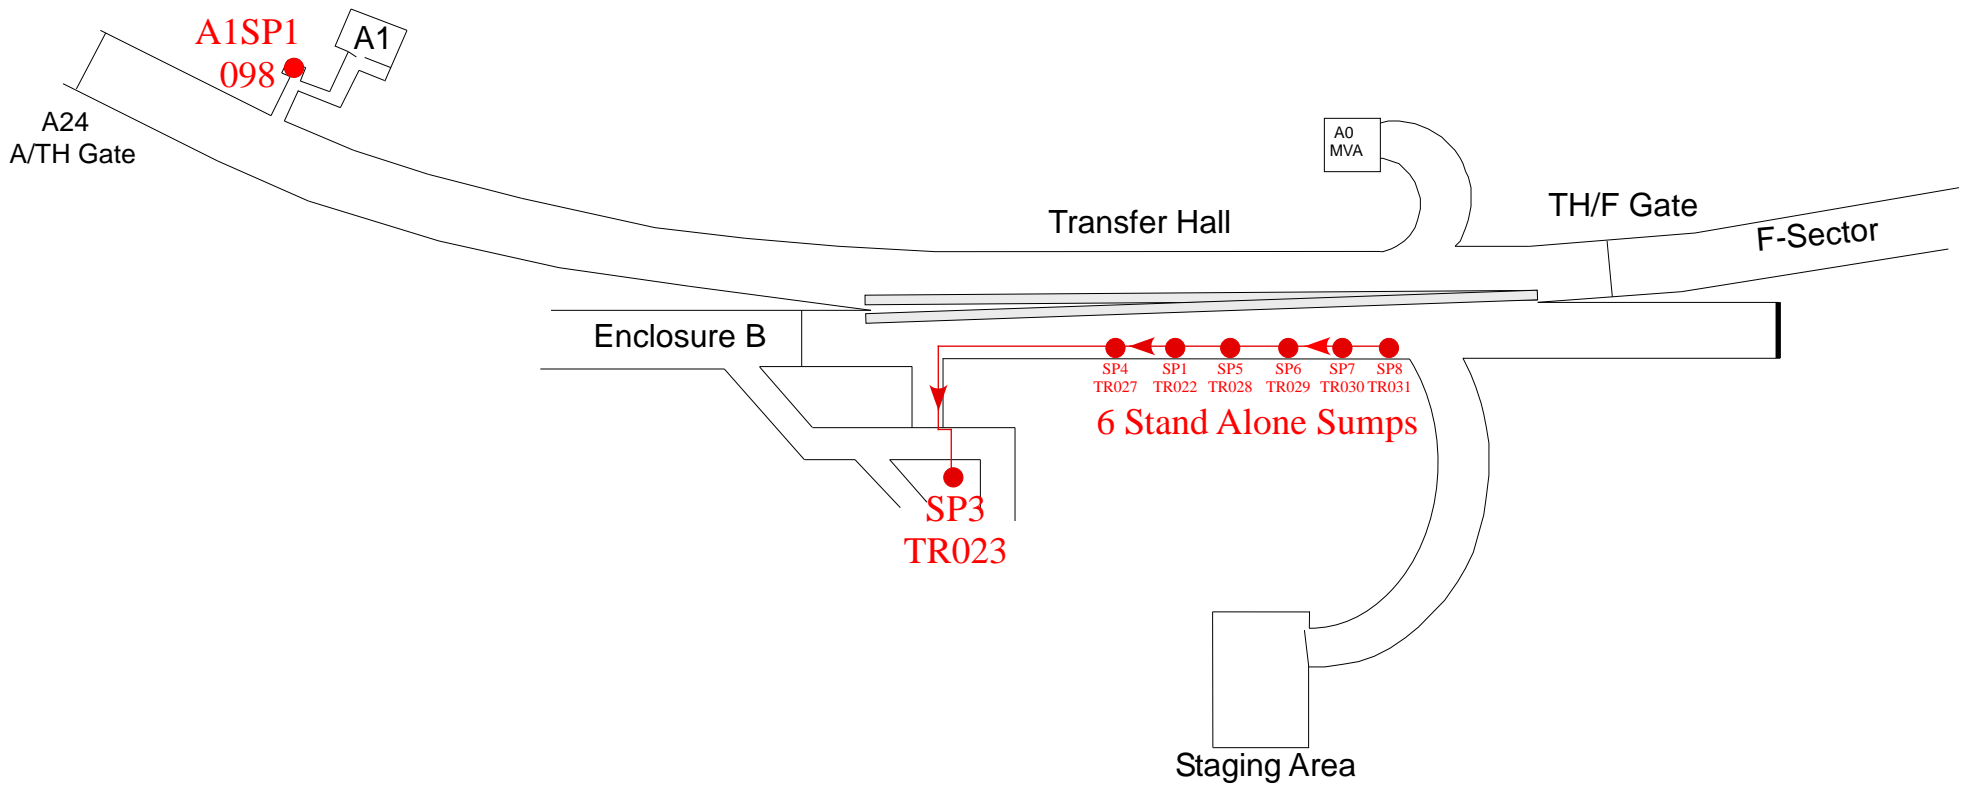 A1SP1
098
A1
A24
A/TH Gate
A0
MVA
Transfer Hall
TH/F Gate
F-Sector
Enclosure B
SP4
TR027
SP1
TR022
SP5
TR028
SP6
TR029
SP7
TR030
SP8
TR031
6 Stand Alone Sumps
SP3
TR023
Staging Area